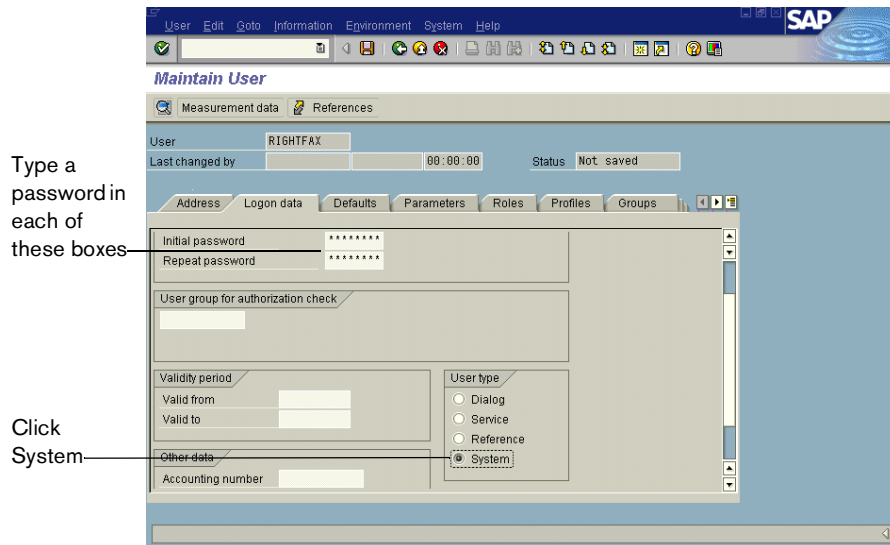 User Edit Goto Information Environment System Help
SAP
Maintain User
Measurement data References
User RIGHTFAX
Last changed by 00:00:00 Status Not saved
Address Logon data Defaults Parameters Roles Profiles Groups
Type a
password in
each of
these boxes
Initial password ********
Repeat password ********
User group for authorization check
Validity period
Valid from
Valid to
User type
Dialog
Service
Reference
System
Click
System
Other data
Accounting number